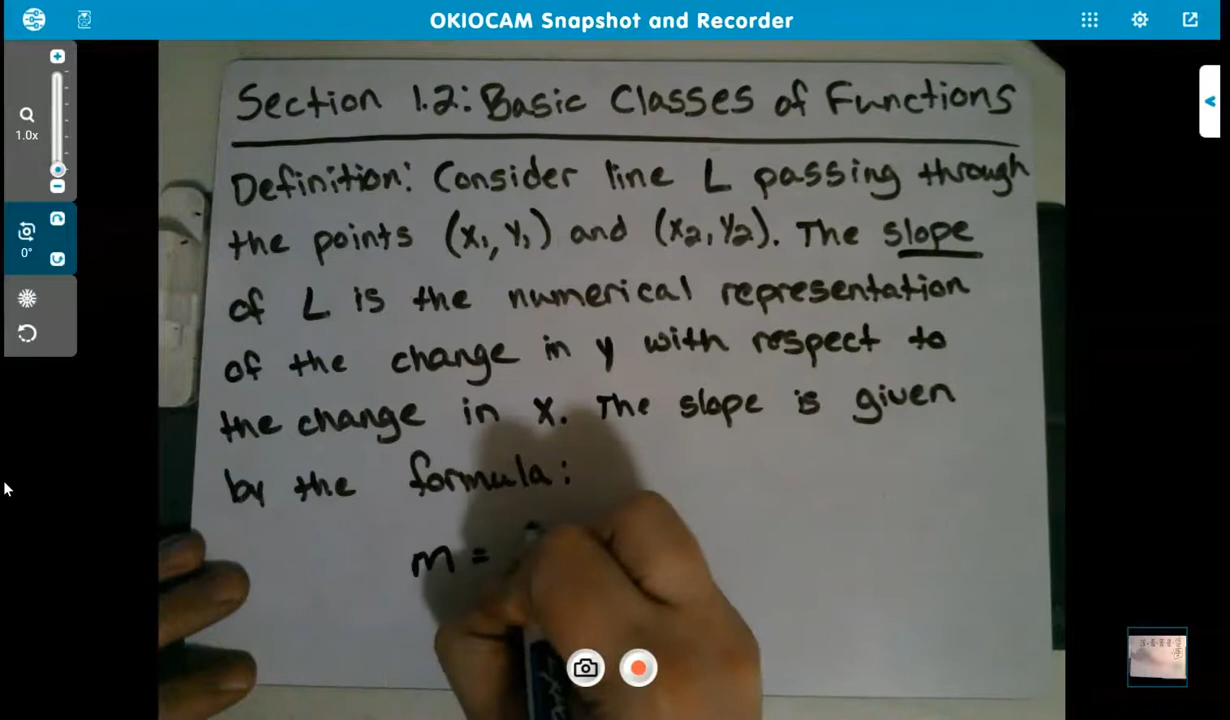 OKIOCAM Snapshot and Recorder
1.0x
0°
Section 1.2: Basic Classes of Functions
Definition: Consider line L passing through
the points (x₁, y₁) and (x₂, y₂). The slope
of L is the numerical representation
of the change in y with respect to
the change in x. The slope is given
by the formula:
m =